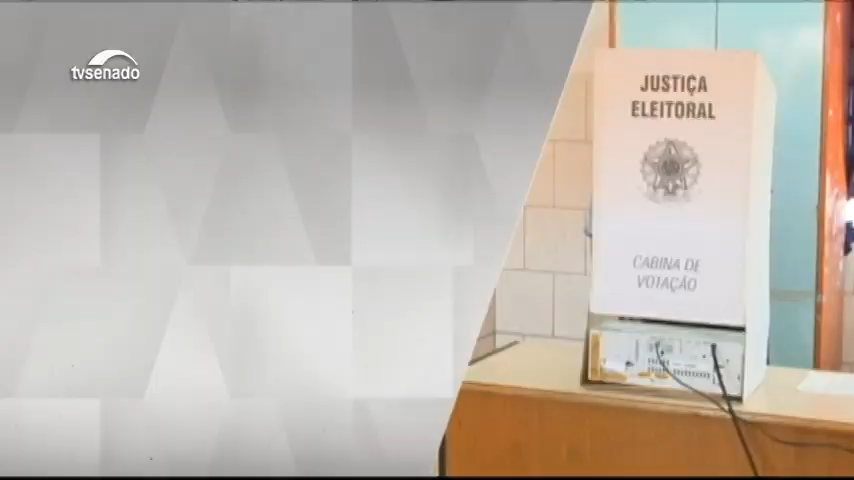 tvsenado
JUSTIÇA
ELEITORAL
CABINA DE
VOTAÇÃO